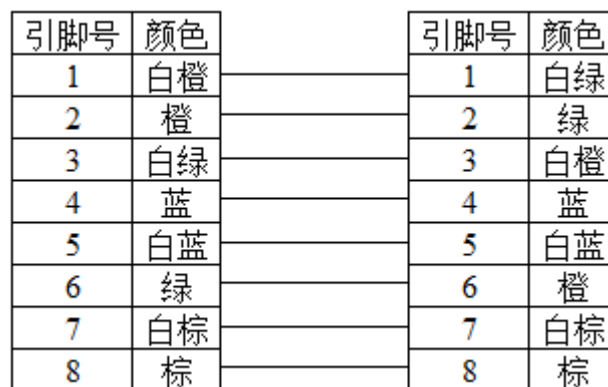 引脚号 颜色 引脚号 颜色
1 白橙 1 白绿
2 橙 2 绿
3 白绿 3 白橙
4 蓝 4 蓝
5 白蓝 5 白蓝
6 绿 6 橙
7 白棕 7 白棕
8 棕 8 棕